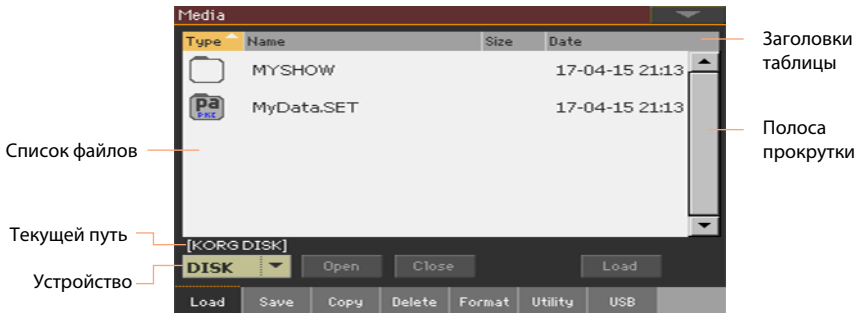 Media
Type Name Size Date
Заголовки
таблицы
MYSHOW 17-04-15 21:13
pa
PKG
MyData.SET 17-04-15 21:13
Полоса
прокрутки
Список файлов
Текущей путь
[KORG DISK]
Устройство
DISK Open Close Load
Load Save Copy Delete Format Utility USB